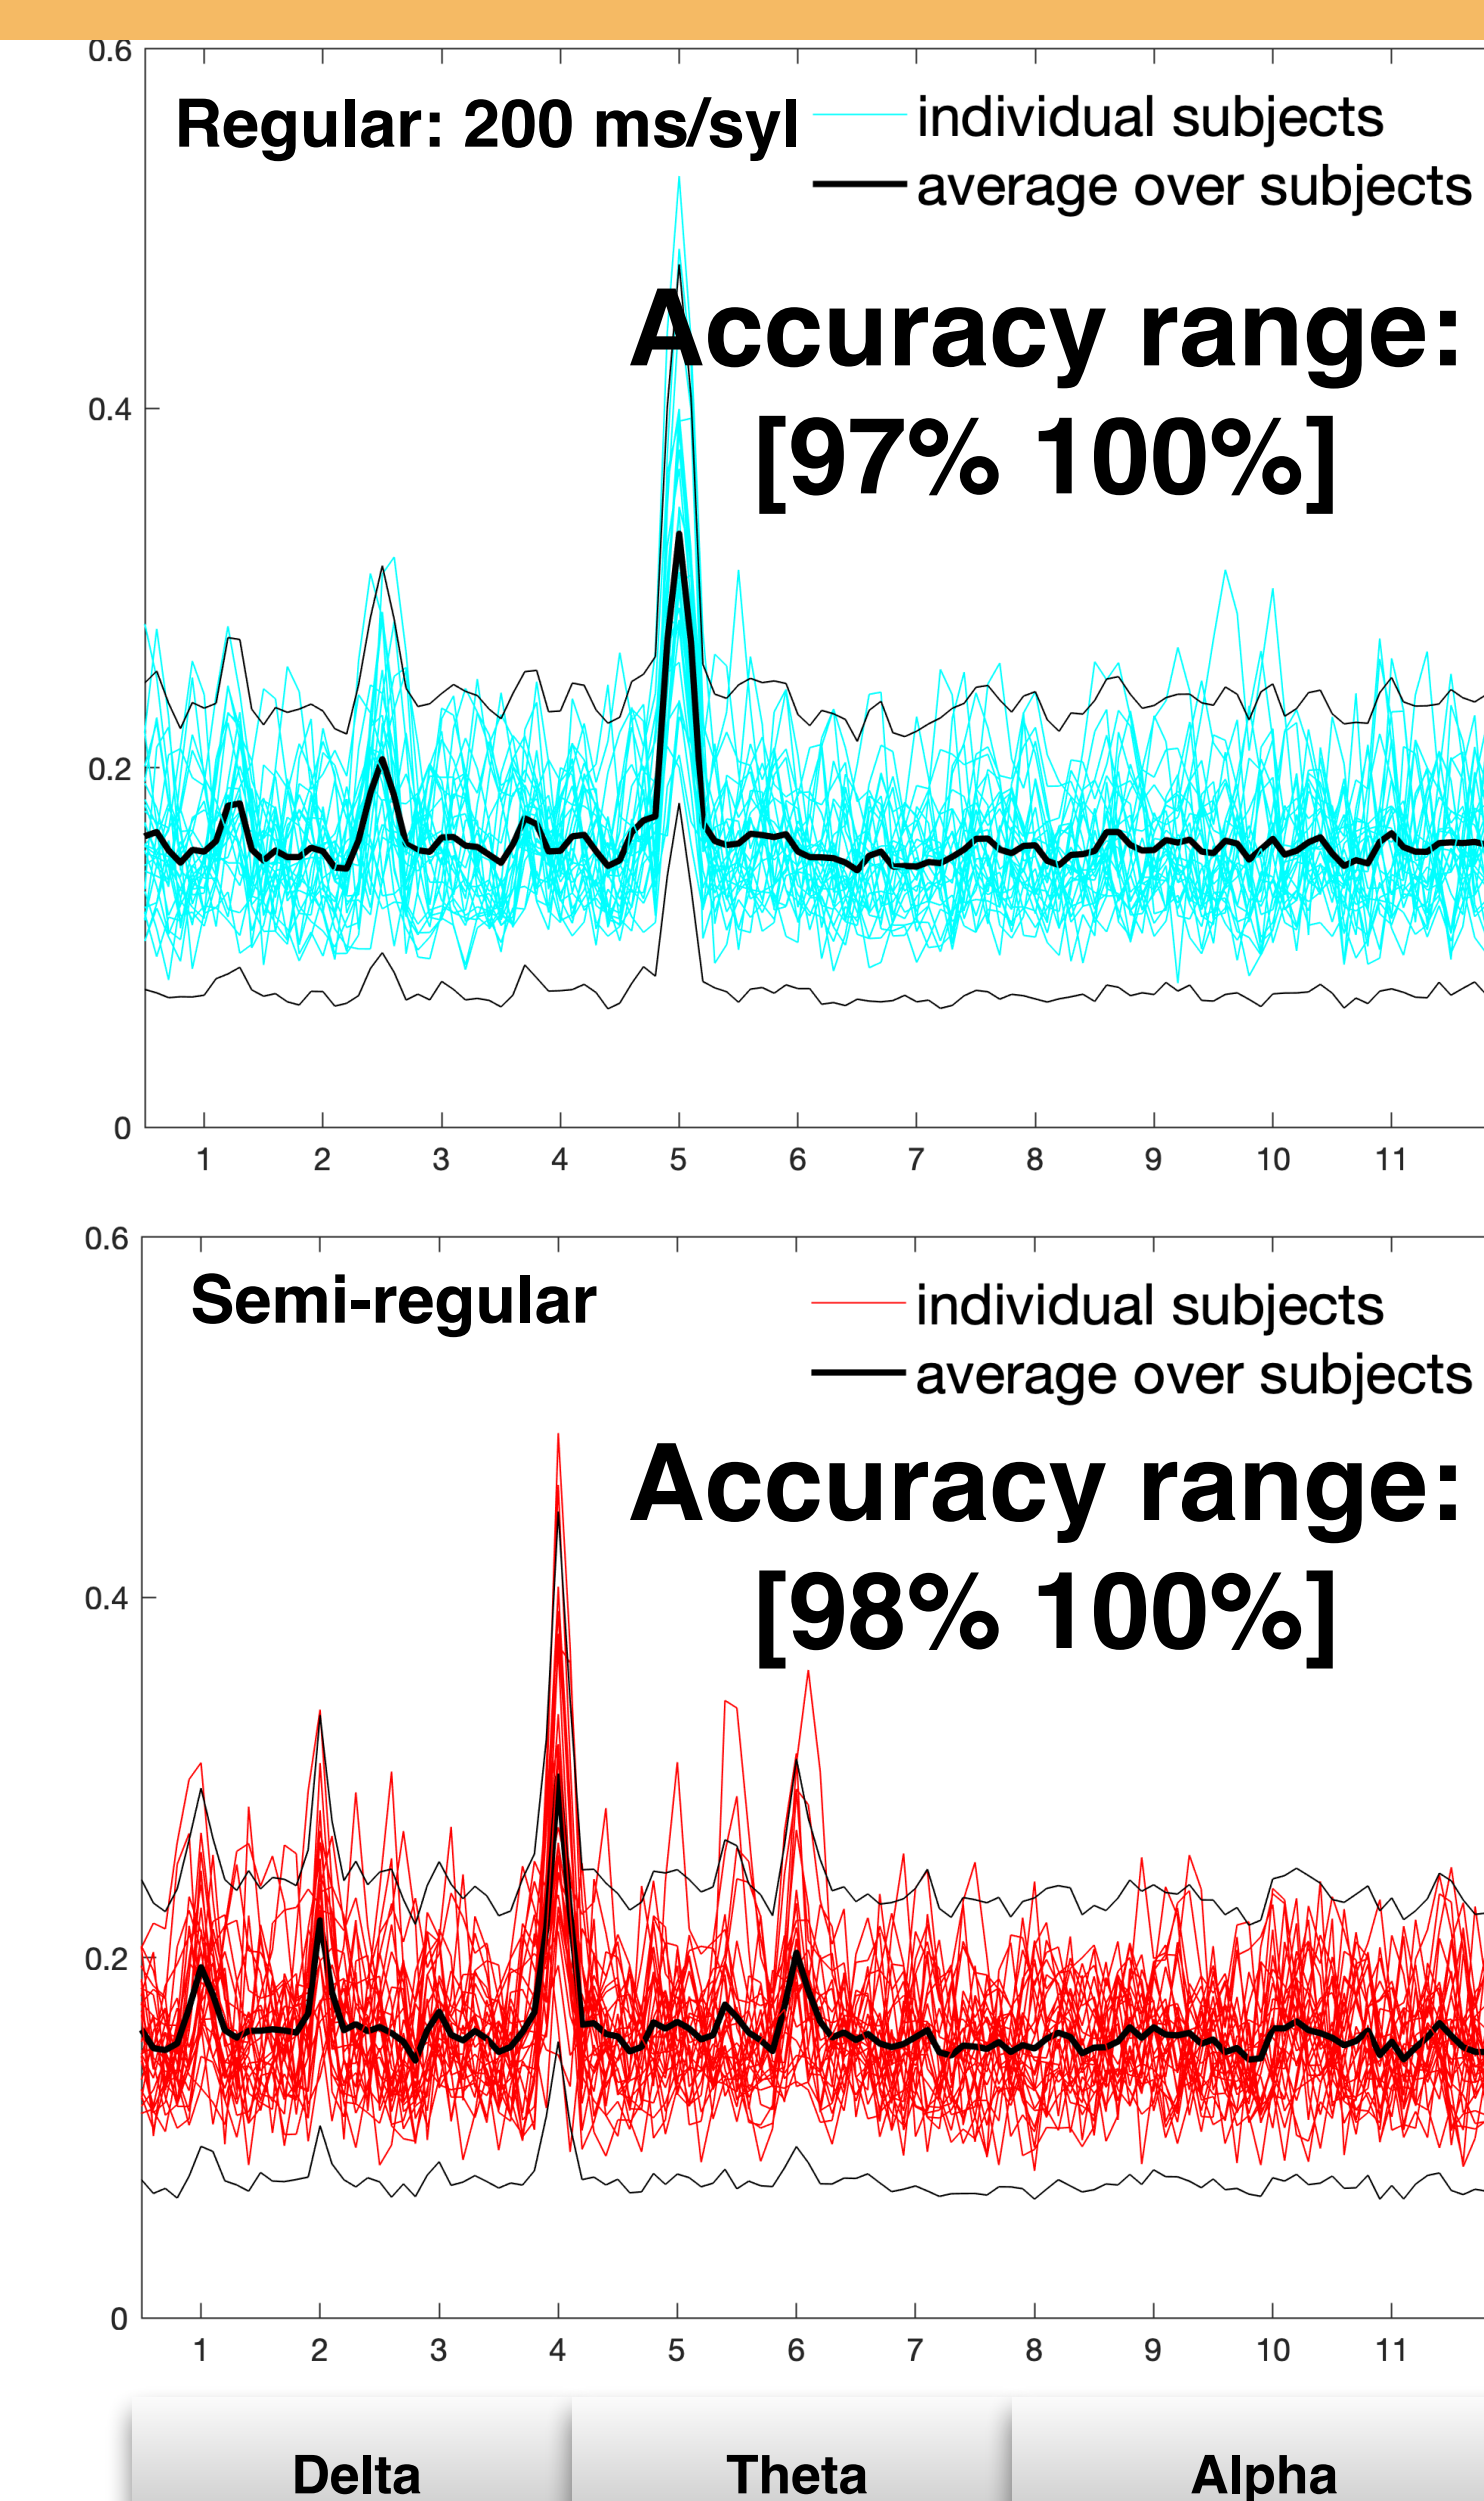 0.6
Regular: 200 ms/syl
individual subjects
average over subjects
Accuracy range:
[97% 100%]
0.4
0.2
0
1 2 3 4 5 6 7 8 9 10 11
0.6
Semi-regular
individual subjects
average over subjects
Accuracy range:
[98% 100%]
0.4
0.2
0
1 2 3 4 5 6 7 8 9 10 11
Delta Theta Alpha